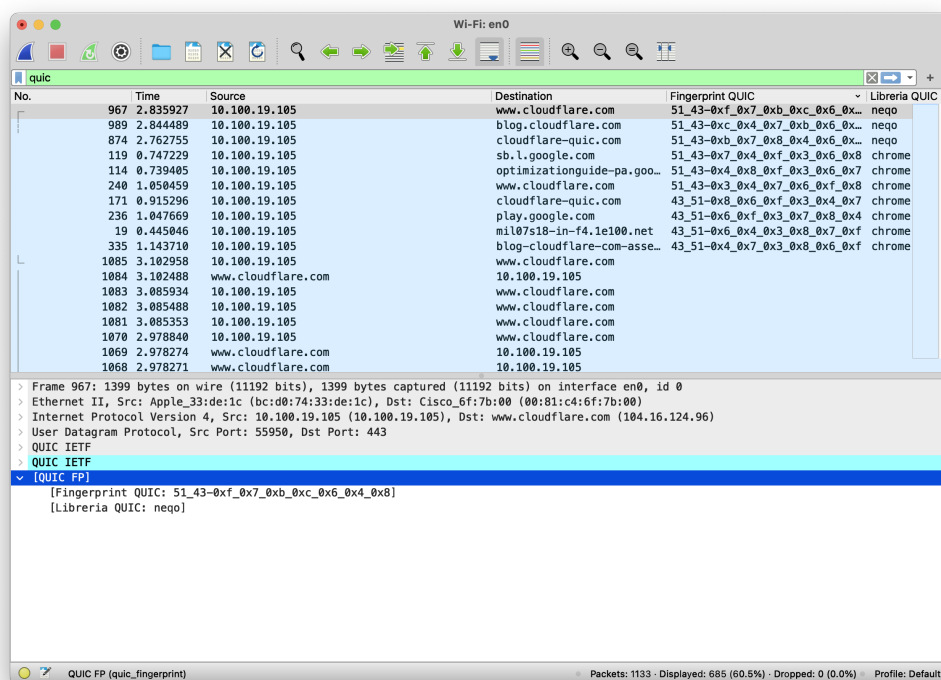 Wi-Fi: en0
quic
No. Time Source Destination Fingerprint QUIC Libreria QUIC
967 2.835927 10.100.19.105 www.cloudflare.com 51_43-0xf_0x7_0xb_0xc_0x6_0x… neqo
989 2.844489 10.100.19.105 blog.cloudflare.com 51_43-0xc_0x4_0x7_0xb_0x6_0x… neqo
874 2.762755 10.100.19.105 cloudflare-quic.com 51_43-0xb_0x7_0x8_0x4_0x6_0x… neqo
119 0.747229 10.100.19.105 sb.l.google.com 51_43-0x7_0x4_0xf_0x3_0x6_0x8 chrome
114 0.739405 10.100.19.105 optimizationguide-pa.goo… 51_43-0x4_0x8_0xf_0x3_0x6_0x7 chrome
240 1.050459 10.100.19.105 www.cloudflare.com 51_43-0x3_0x4_0x7_0x6_0xf_0x8 chrome
171 0.915296 10.100.19.105 cloudflare-quic.com 43_51-0x8_0x6_0xf_0x3_0x4_0x7 chrome
236 1.047669 10.100.19.105 play.google.com 43_51-0x6_0xf_0x3_0x7_0x8_0x4 chrome
19 0.445046 10.100.19.105 mil07s18-in-f4.1e100.net 43_51-0x6_0x4_0x3_0x8_0x7_0xf chrome
335 1.143710 10.100.19.105 blog-cloudflare-com-asse… 43_51-0x4_0x7_0x3_0x8_0x6_0xf chrome
1085 3.102958 10.100.19.105 www.cloudflare.com
1084 3.102488 www.cloudflare.com 10.100.19.105
1083 3.085934 10.100.19.105 www.cloudflare.com
1082 3.085488 10.100.19.105 www.cloudflare.com
1081 3.085353 10.100.19.105 www.cloudflare.com
1070 2.978840 10.100.19.105 www.cloudflare.com
1069 2.978274 www.cloudflare.com 10.100.19.105
1068 2.978271 www.cloudflare.com 10.100.19.105
Frame 967: 1399 bytes on wire (11192 bits), 1399 bytes captured (11192 bits) on interface en0, id 0
Ethernet II, Src: Apple_33:de:1c (bc:d0:74:33:de:1c), Dst: Cisco_6f:7b:00 (00:81:c4:6f:7b:00)
Internet Protocol Version 4, Src: 10.100.19.105 (10.100.19.105), Dst: www.cloudflare.com (104.16.124.96)
User Datagram Protocol, Src Port: 55950, Dst Port: 443
QUIC IETF
QUIC IETF
[QUIC FP]
[Fingerprint QUIC: 51_43-0xf_0x7_0xb_0xc_0x6_0x4_0x8]
[Libreria QUIC: neqo]
QUIC FP (quic_fingerprint) Packets: 1133 · Displayed: 685 (60.5%) · Dropped: 0 (0.0%) Profile: Default